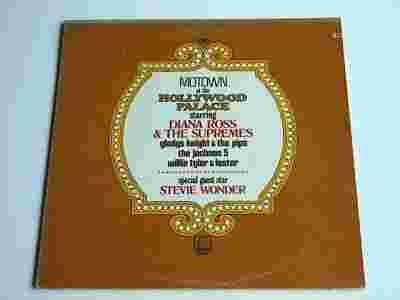 MOTOWN
at the
HOLLYWOOD
PALACE
starring
DIANA ROSS
& THE SUPREMES
gladys knight & the pips
the jackson 5
willie tyler & lester
special guest star
STEVIE WONDER